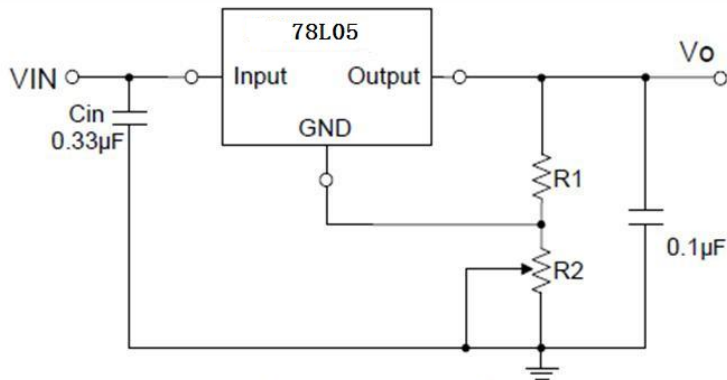 78L05
VIN
Input
Output
Vo
Cin
0.33µF
GND
R1
R2
0.1µF